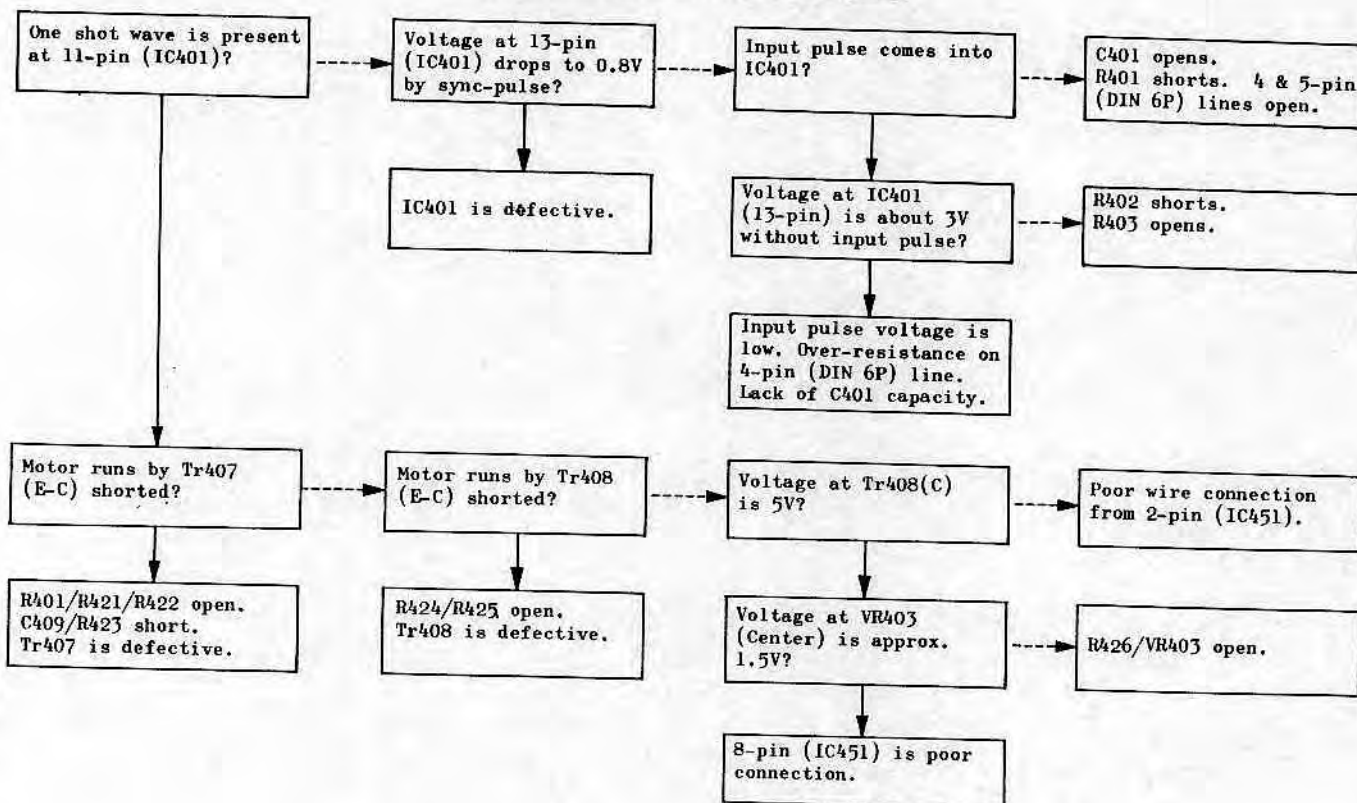 One shot wave is present
at 11-pin (IC401)?
Voltage at 13-pin
(IC401) drops to 0.8V
by sync-pulse?
Input pulse comes into
IC401?
C401 opens.
R401 shorts. 4 & 5-pin
(DIN 6P) lines open.
IC401 is defective.
Voltage at IC401
(13-pin) is about 3V
without input pulse?
R402 shorts.
R403 opens.
Input pulse voltage is
low. Over-resistance on
4-pin (DIN 6P) line.
Lack of C401 capacity.
Motor runs by Tr407
(E-C) shorted?
Motor runs by Tr408
(E-C) shorted?
Voltage at Tr408(C)
is 5V?
Poor wire connection
from 2-pin (IC451).
R401/R421/R422 open.
C409/R423 short.
Tr407 is defective.
R424/R425 open.
Tr408 is defective.
Voltage at VR403
(Center) is approx.
1.5V?
R426/VR403 open.
8-pin (IC451) is poor
connection.